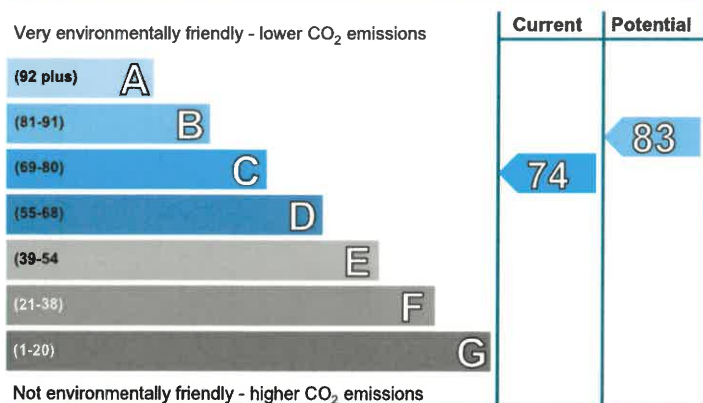 Very environmentally friendly - lower CO₂ emissions
Current
Potential
(92 plus) A
(81-91) B
83
(69-80) C
74
(55-68) D
(39-54 E
(21-38) F
(1-20) G
Not environmentally friendly - higher CO₂ emissions